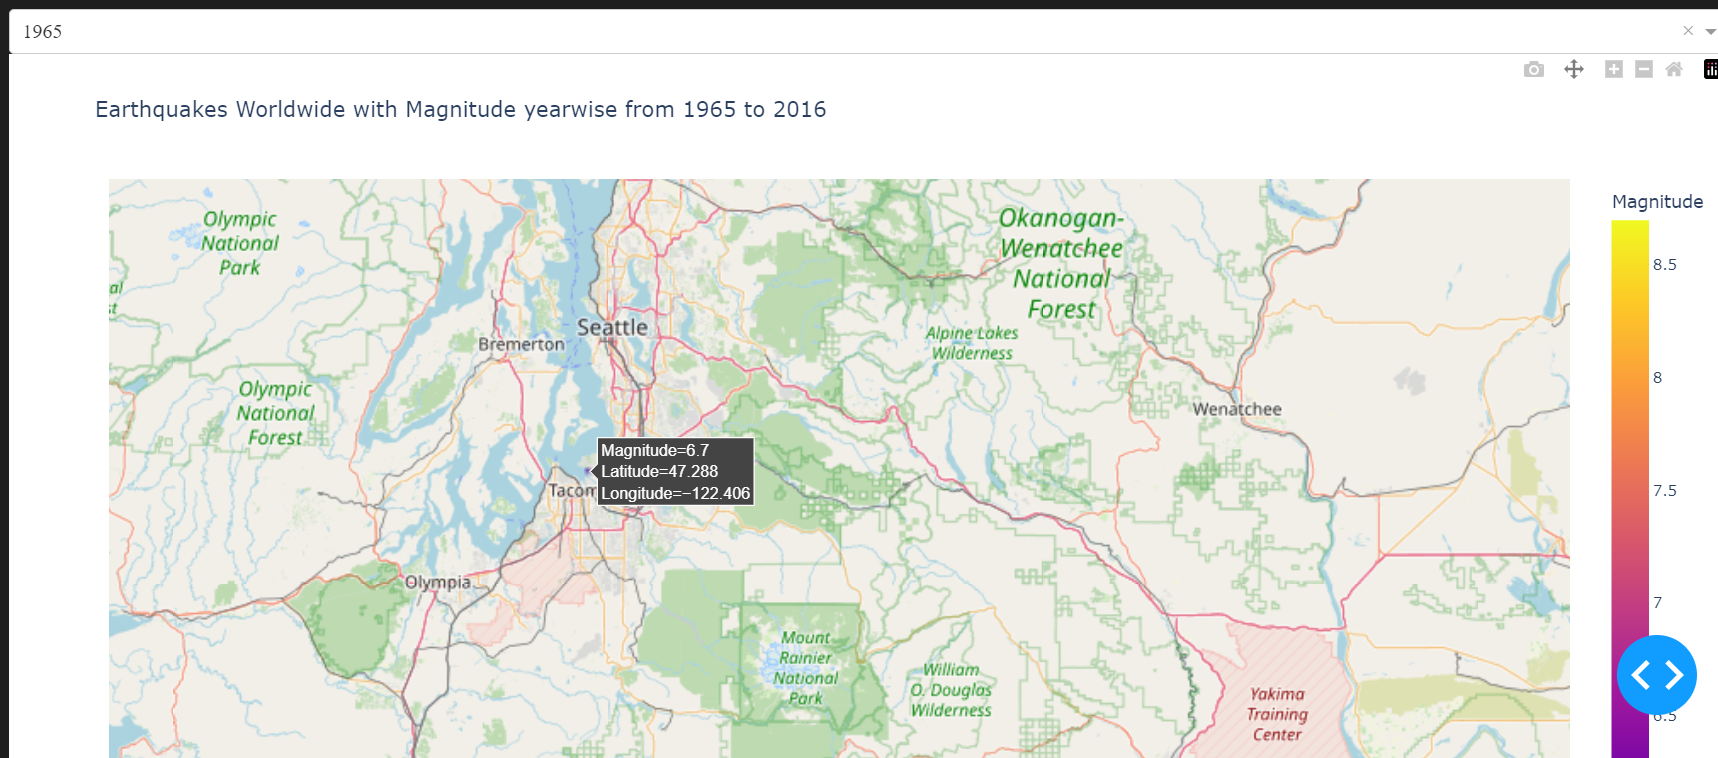 1965
Earthquakes Worldwide with Magnitude yearwise from 1965 to 2016
Magnitude
8.5
8
7.5
7
6.5
Olympic
National
Park
al
st
Okanogan-
Wenatchee
National
Forest
Seattle
Bremerton
Alpine Lakes
Wilderness
Olympic
National
Forest
Wenatchee
Magnitude=6.7
Latitude=47.288
Longitude=−122.406
Tacom
Olympia
Mount
Rainier
National
Park
William
O. Douglas
Wilderness
Yakima
Training
Center